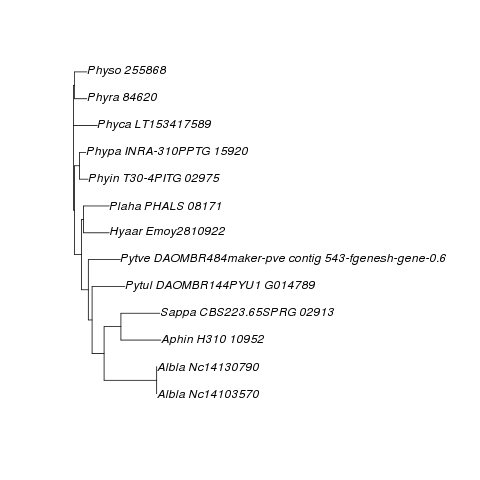 Physo 255868
Phyra 84620
Phyca LT153417589
Phypa INRA-310PPTG 15920
Phyin T30-4PITG 02975
Plaha PHALS 08171
Hyaar Emoy2810922
Pytve DAOMBR484maker-pve contig 543-fgenesh-gene-0.6
Pytul DAOMBR144PYU1 G014789
Sappa CBS223.65SPRG 02913
Aphin H310 10952
Albla Nc14130790
Albla Nc14103570